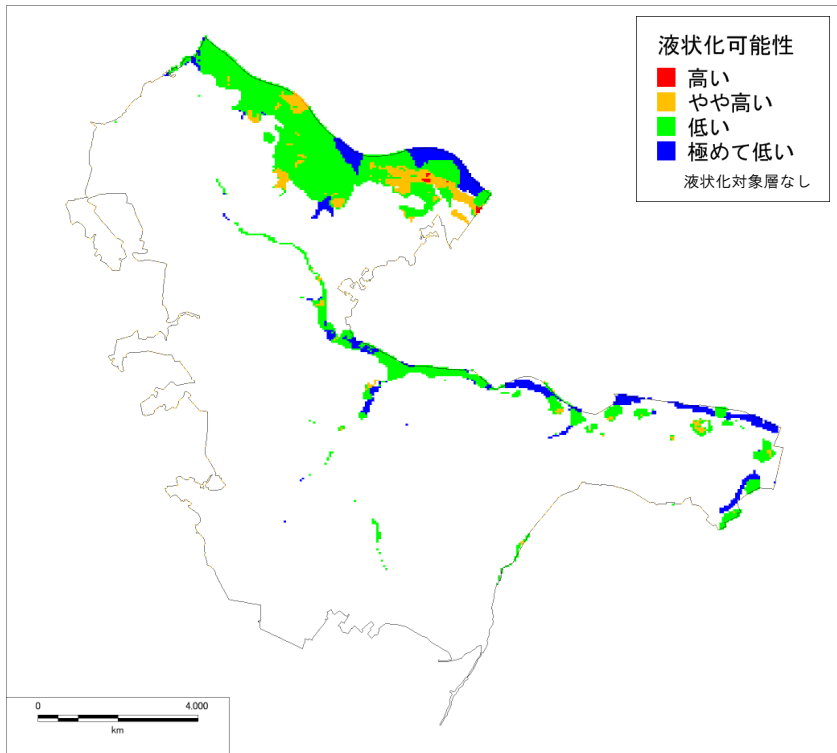 液状化可能性
高い
やや高い
低い
極めて低い
液状化対象層なし
0 4.000
km